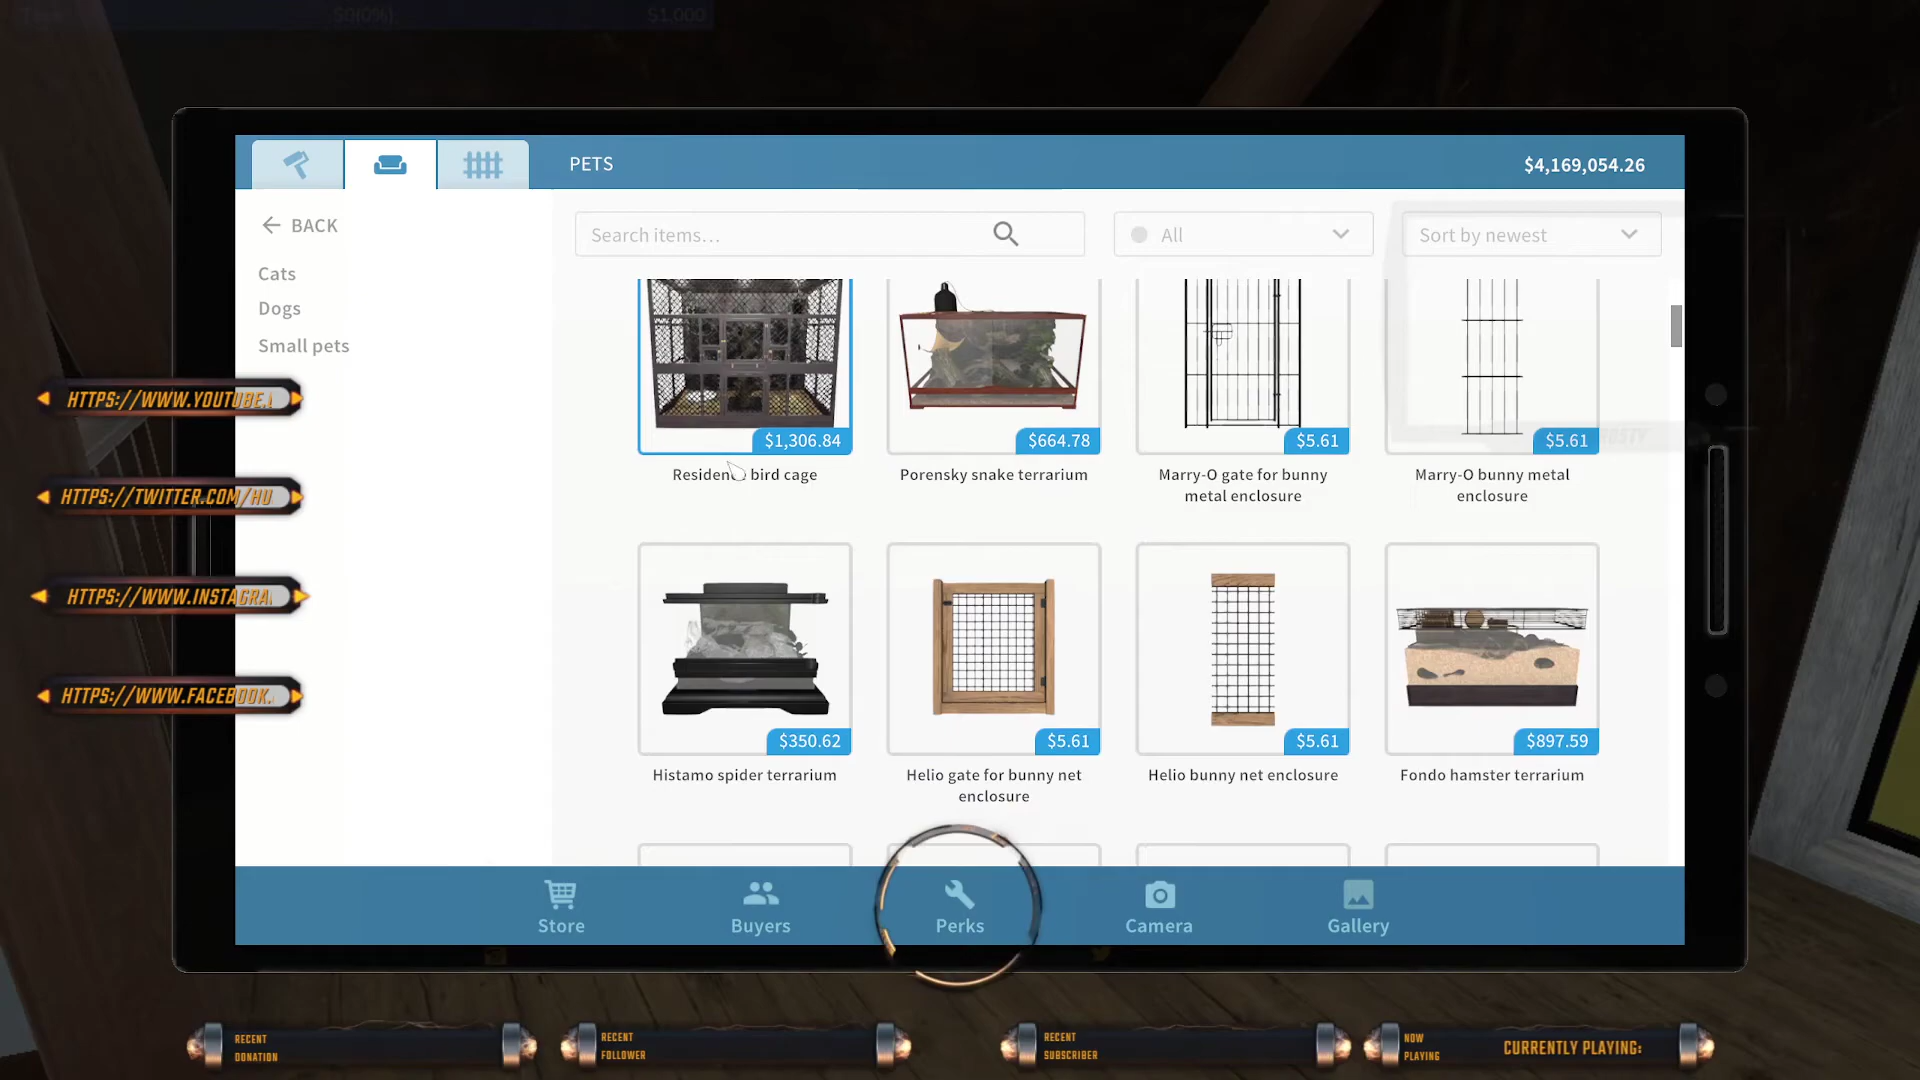 $0(0%) $1,000
PETS
$4,169,054.26
BACK
Search items...
All
Sort by newest
Cats
Dogs
Small pets
$1,306.84
$664.78
$5.61
$5.61
bird cage
Porensky snake terrarium
Marry-O gate for bunny
metal enclosure
Marry-O bunny metal
enclosure
$350.62
$5.61
$5.61
$897.59
Histamo spider terrarium
Helio gate for bunny net
enclosure
Helio bunny net enclosure
Fondo hamster terrarium
HTTPS://WWW.YOUTUBE.
HTTPS://TWITTER.COM/HU
HTTPS://WWW.INSTAGRA
HTTPS://WWW.FACEBOOK.
Store
Buyers
Perks
Camera
Gallery
RECENT
DONATION
RECENT
FOLLOWER
RECENT
SUBSCRIBER
NOW
PLAYING
CURRENTLY PLAYING: